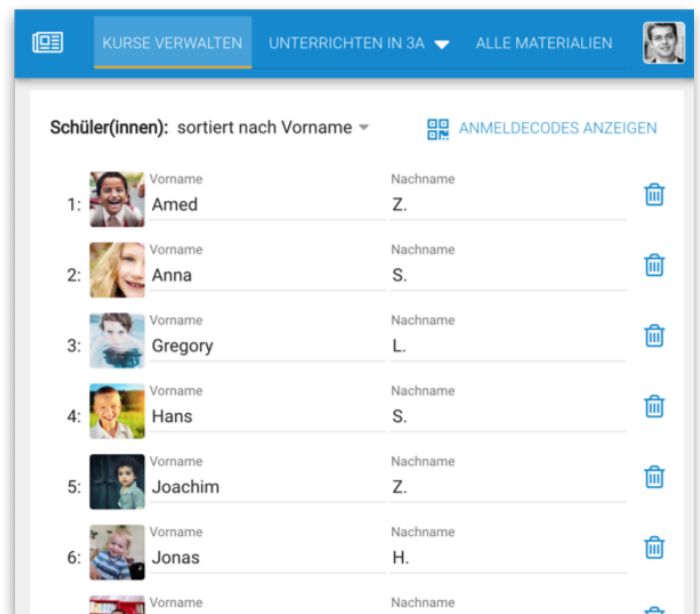 KURSE VERWALTEN UNTERRICHTEN IN 3A ALLE MATERIALIEN
Schüler(innen): sortiert nach Vorname ANMELDECODES ANZEIGEN
Vorname Nachname
1: Amed Z.
Vorname Nachname
2: Anna S.
Vorname Nachname
3: Gregory L.
Vorname Nachname
4: Hans S.
Vorname Nachname
5: Joachim Z.
Vorname Nachname
6: Jonas H.
Vorname Nachname